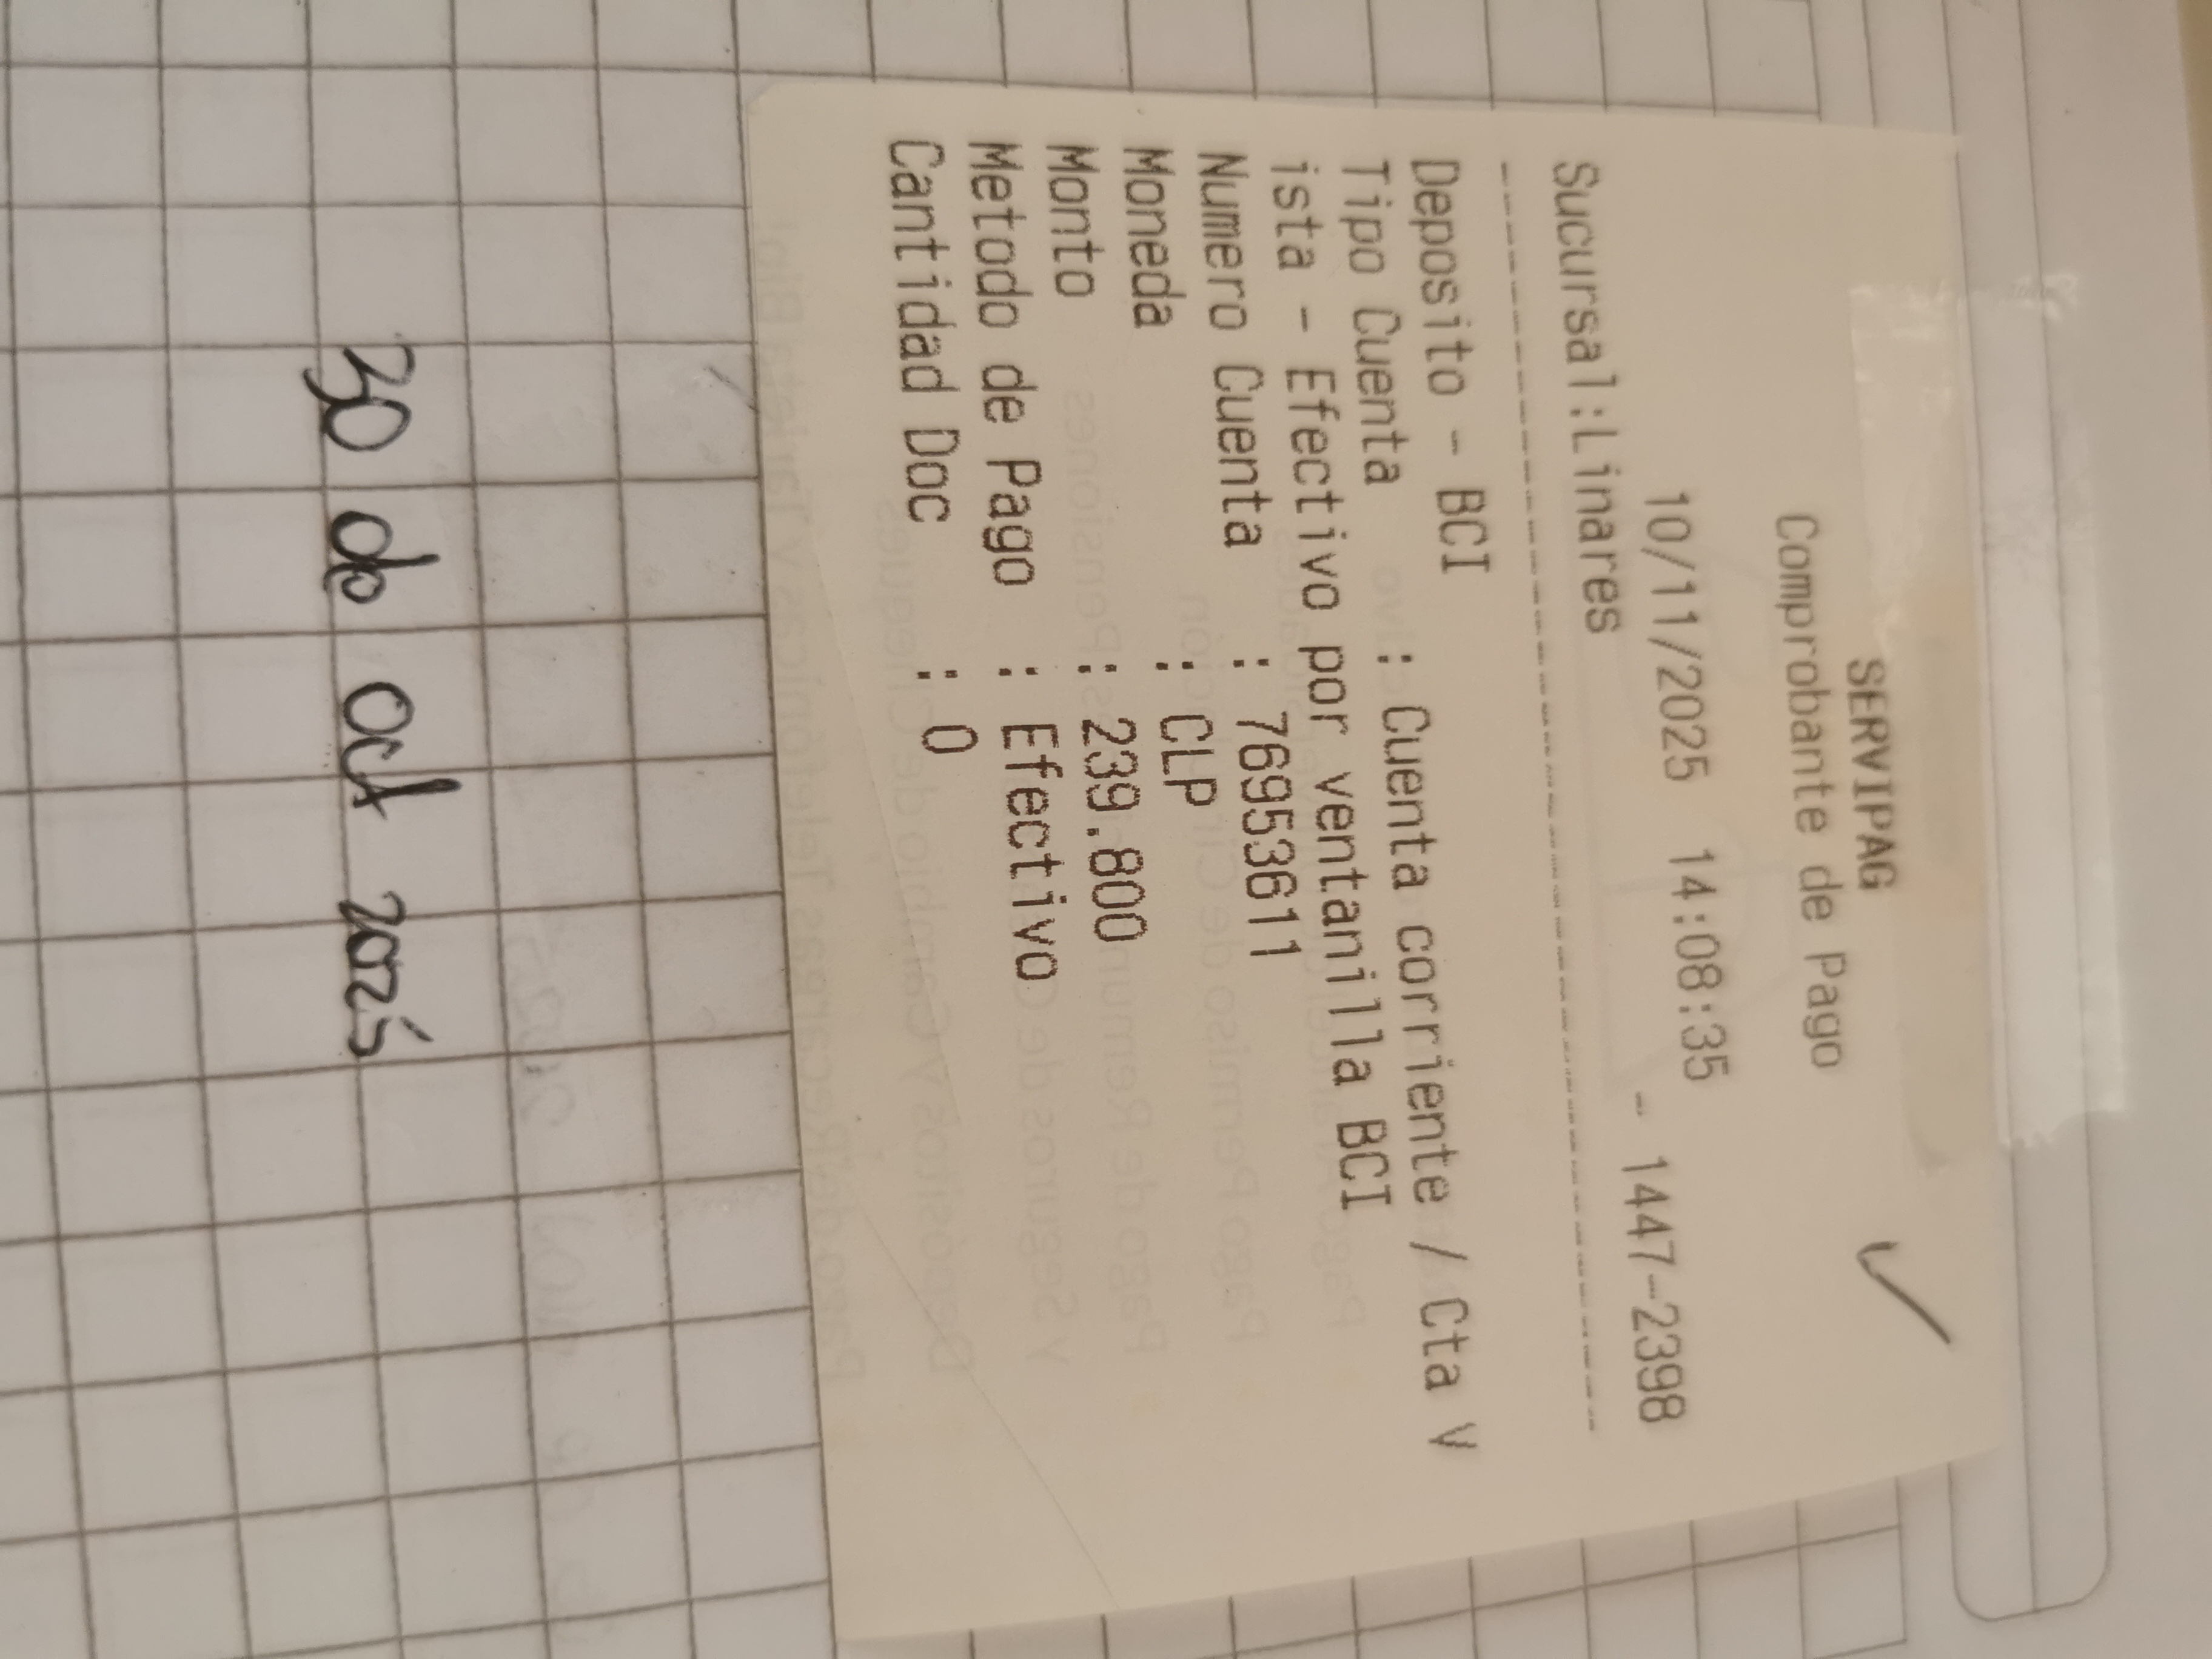 SERVIPAG
Comprobante de Pago
10/11/2025 14:08:35
- 1447-2398
Sucursal:Linares
--------------------------------
Deposito - BCI
Tipo Cuenta : Cuenta corriente / Cta V
ista - Efectivo por ventanilla BCI
Numero Cuenta : 76953611
Moneda : CLP
Monto : 239.800
Metodo de Pago : Efectivo
Cantidad Doc : 0
30 de oct 2025